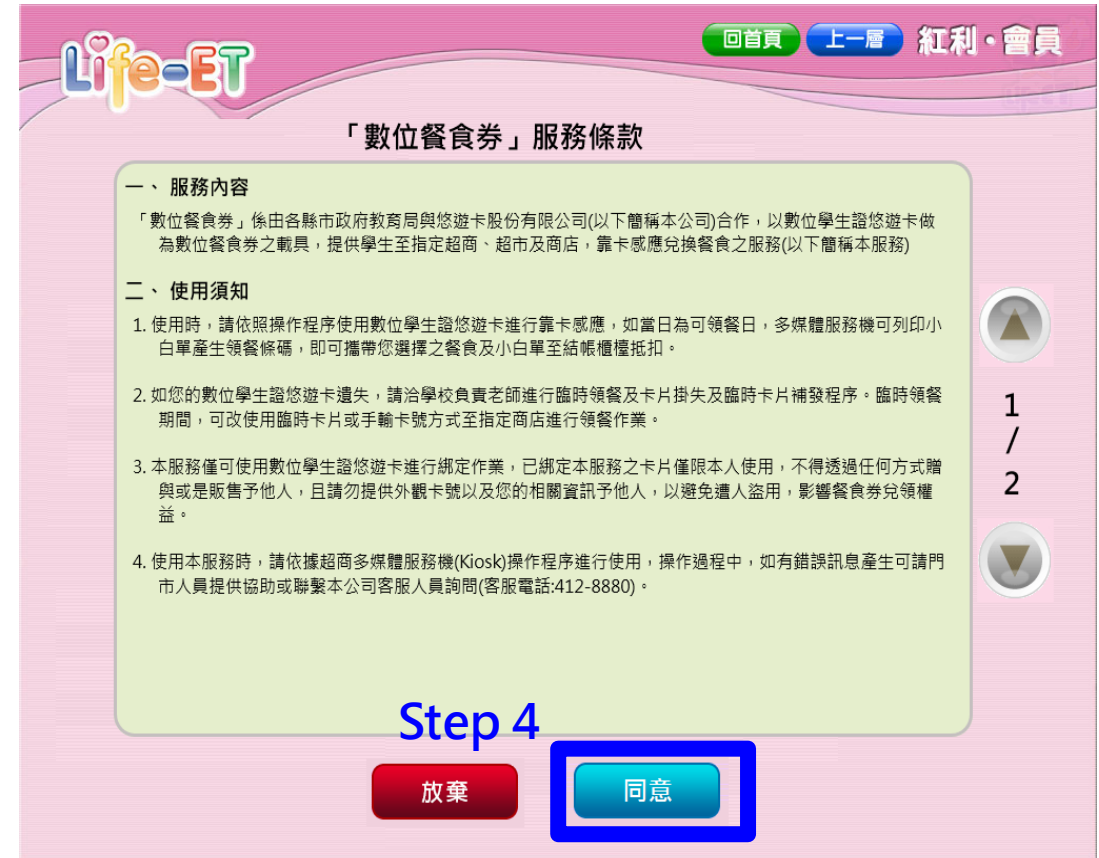 Life-ET
回首頁 上一層 紅利・會員
「數位餐食券」服務條款
一、 服務內容
「數位餐食券」係由各縣市政府教育局與悠遊卡股份有限公司(以下簡稱本公司)合作，以數位學生證悠遊卡做
為數位餐食券之載具，提供學生至指定超商、超市及商店，靠卡感應兌換餐食之服務(以下簡稱本服務)
二、 使用須知
1. 使用時，請依照操作程序使用數位學生證悠遊卡進行靠卡感應，如當日為可領餐日，多媒體服務機可列印小
白單產生領餐條碼，即可攜帶您選擇之餐食及小白單至結帳櫃檯抵扣。
2. 如您的數位學生證悠遊卡遺失，請洽學校負責老師進行臨時領餐及卡片掛失及臨時卡片補發程序。臨時領餐
期間，可改使用臨時卡片或手輸卡號方式至指定商店進行領餐作業。
3. 本服務僅可使用數位學生證悠遊卡進行綁定作業，已綁定本服務之卡片僅限本人使用，不得透過任何方式贈
與或是販售予他人，且請勿提供外觀卡號以及您的相關資訊予他人，以避免遭人盜用，影響餐食券兌領權
益。
4. 使用本服務時，請依據超商多媒體服務機(Kiosk)操作程序進行使用，操作過程中，如有錯誤訊息產生可請門
市人員提供協助或聯繫本公司客服人員詢問(客服電話:412-8880)。
1
/
2
Step 4
放棄 同意